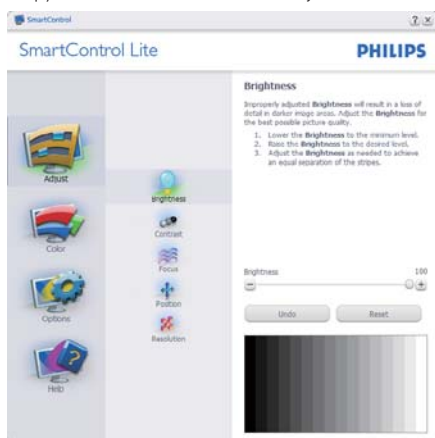 SmartControl
SmartControl Lite
PHILIPS
Adjust
Color
Options
Help
Brightness
Contrast
Focus
Position
Resolution
Brightness
Improperly adjusted Brightness will result in a loss of
detail in darker image areas. Adjust the Brightness for
the best possible picture quality.
1. Lower the Brightness to the minimum level.
2. Raise the Brightness to the desired level.
3. Adjust the Brightness as needed to achieve
an equal separation of the stripes.
Brightness 100
Undo Reset